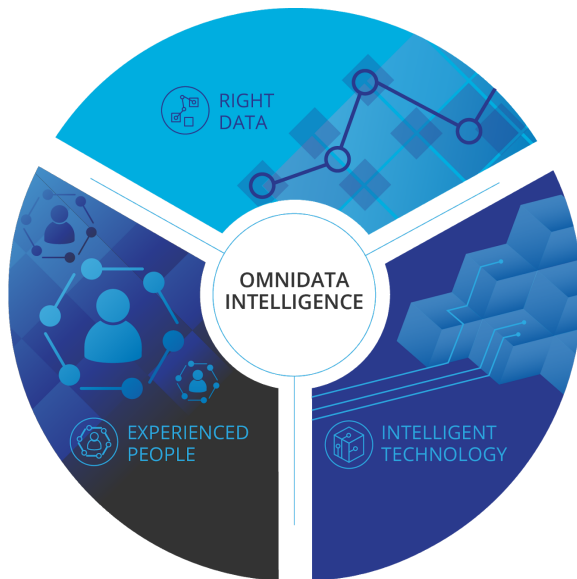 RIGHT
DATA
OMNIDATA
INTELLIGENCE
EXPERIENCED
PEOPLE
INTELLIGENT
TECHNOLOGY